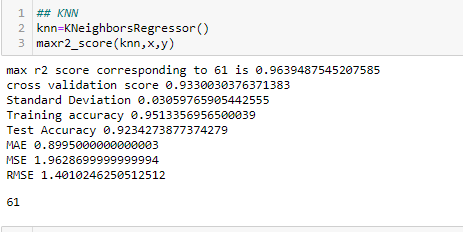 1 ## KNN
2 knn=KNeighborsRegressor()
3 maxr2_score(knn,x,y)
max r2 score corresponding to 61 is 0.9639487545207585
cross validation score 0.9330030376371383
Standard Deviation 0.03059765905442555
Training accuracy 0.9513356956500039
Test Accuracy 0.9234273877374279
MAE 0.8995000000000003
MSE 1.9628699999999994
RMSE 1.4010246250512512
61